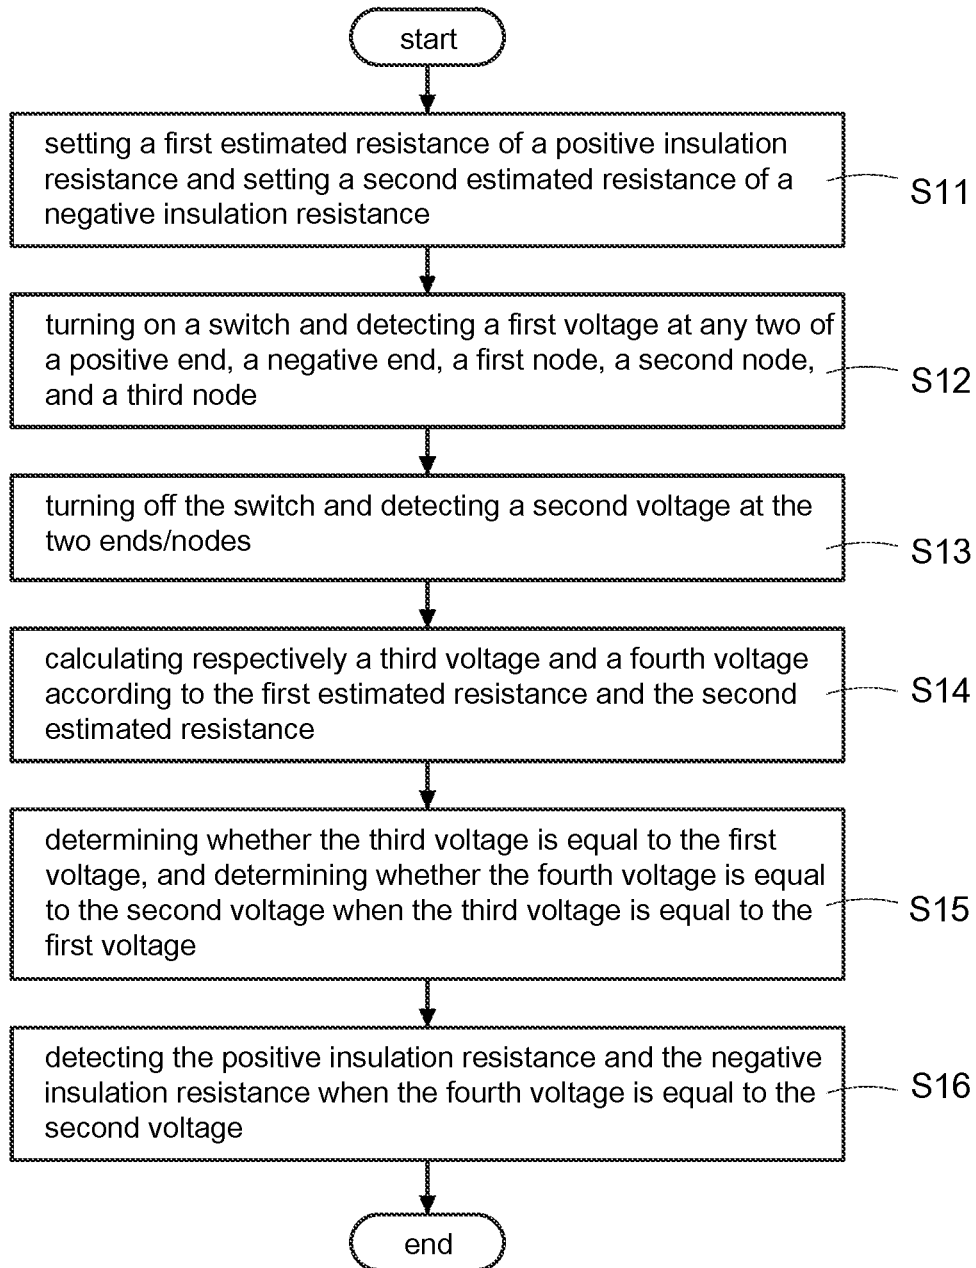 start
setting a first estimated resistance of a positive insulation
resistance and setting a second estimated resistance of a
negative insulation resistance
S11
turning on a switch and detecting a first voltage at any two of
a positive end, a negative end, a first node, a second node,
and a third node
S12
turning off the switch and detecting a second voltage at the
two ends/nodes
S13
calculating respectively a third voltage and a fourth voltage
according to the first estimated resistance and the second
estimated resistance
S14
determining whether the third voltage is equal to the first
voltage, and determining whether the fourth voltage is equal
to the second voltage when the third voltage is equal to the
first voltage
S15
detecting the positive insulation resistance and the negative
insulation resistance when the fourth voltage is equal to the
second voltage
S16
end